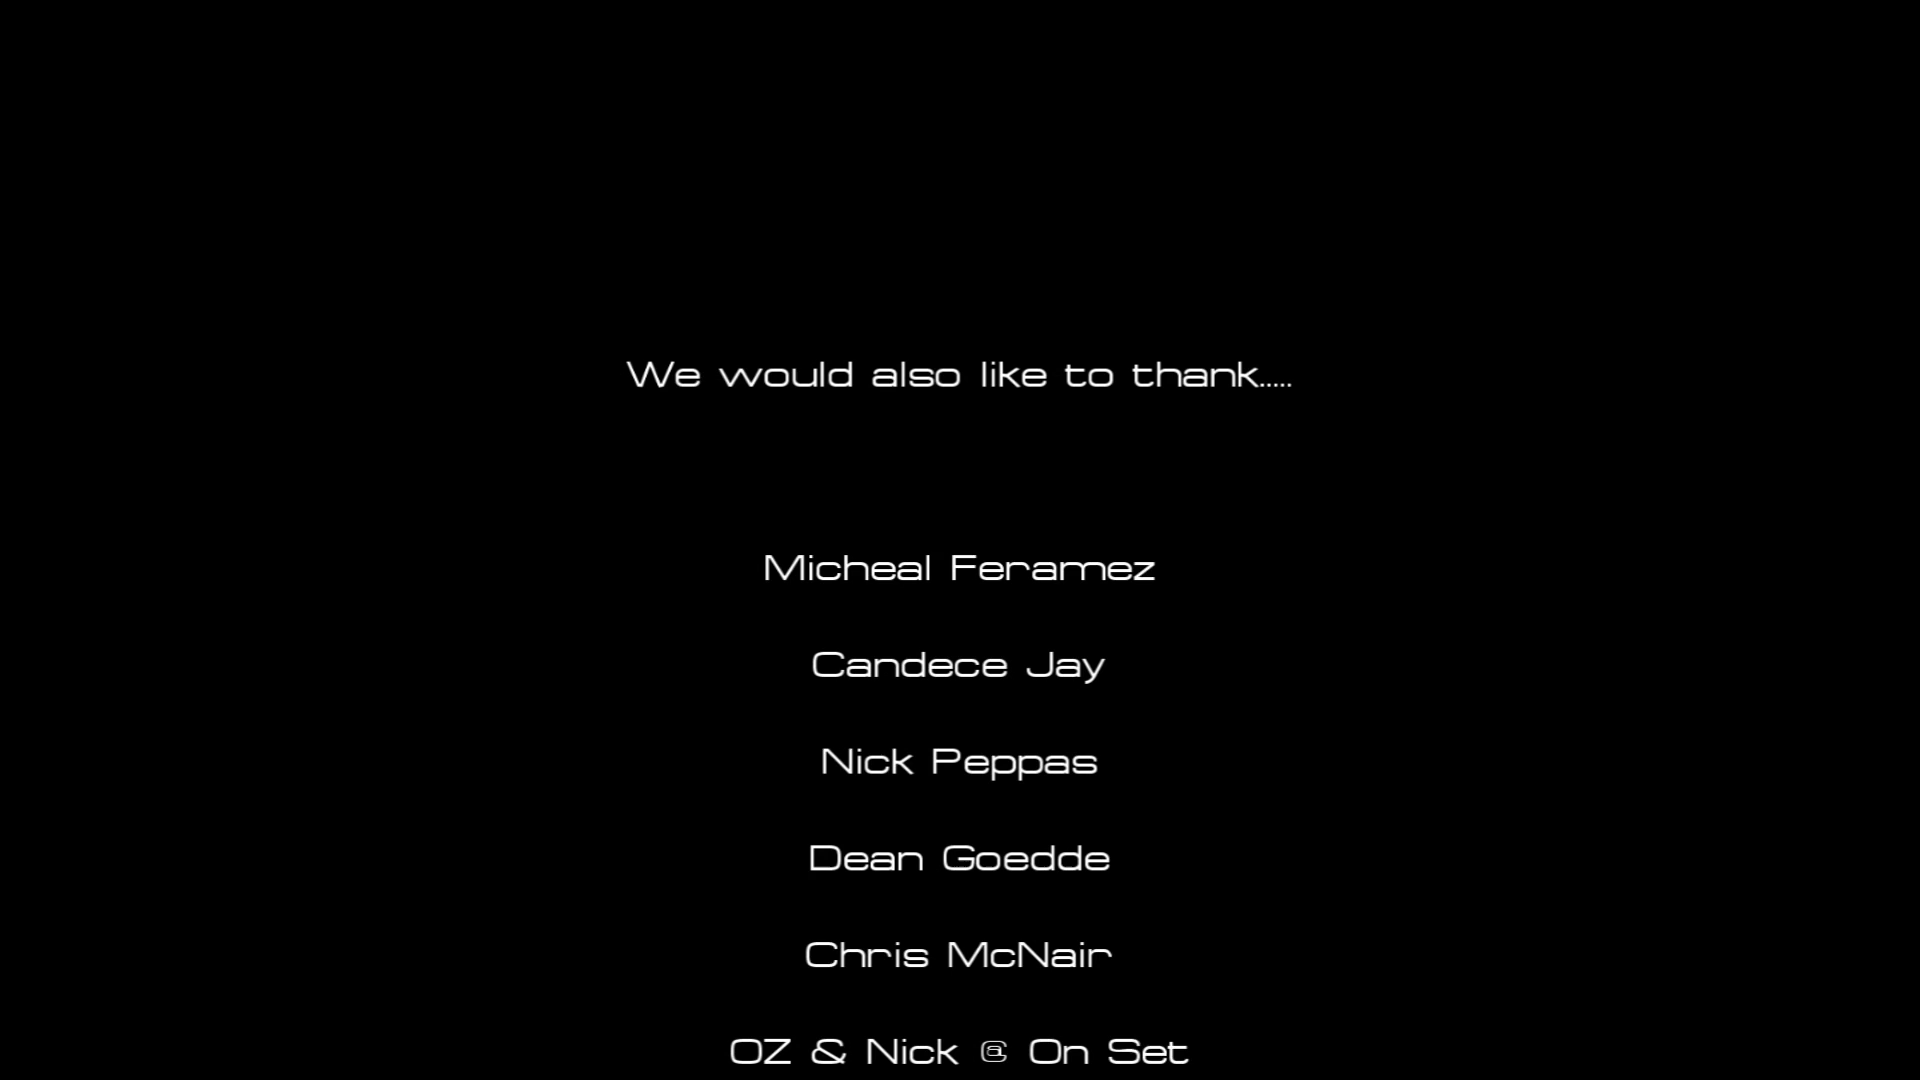 We would also like to thank.....
Micheal Feramez
Candece Jay
Nick Peppas
Dean Goedde
Chris McNair
OZ & Nick @ On Set